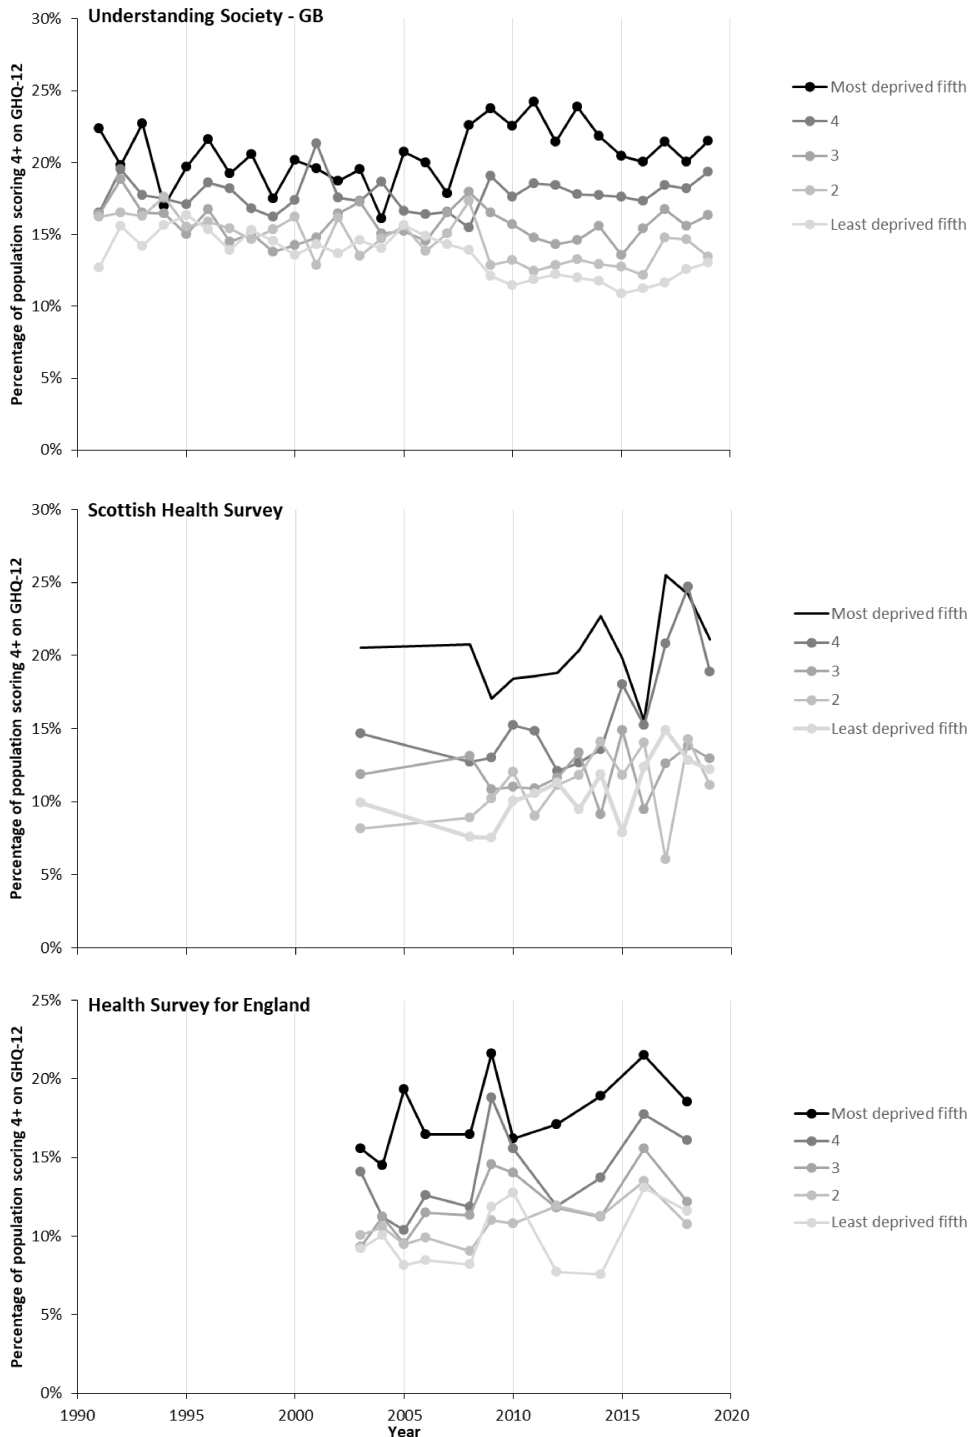 Understanding Society - GB
Percentage of population scoring 4+ on GHQ-12
30%
25%
20%
15%
10%
5%
0%
Most deprived fifth
4
3
2
Least deprived fifth
Scottish Health Survey
Percentage of population scoring 4+ on GHQ-12
30%
25%
20%
15%
10%
5%
0%
Most deprived fifth
4
3
2
Least deprived fifth
Health Survey for England
Percentage of population scoring 4+ on GHQ-12
25%
20%
15%
10%
5%
0%
Most deprived fifth
4
3
2
Least deprived fifth
1990 1995 2000 2005 2010 2015 2020
Year